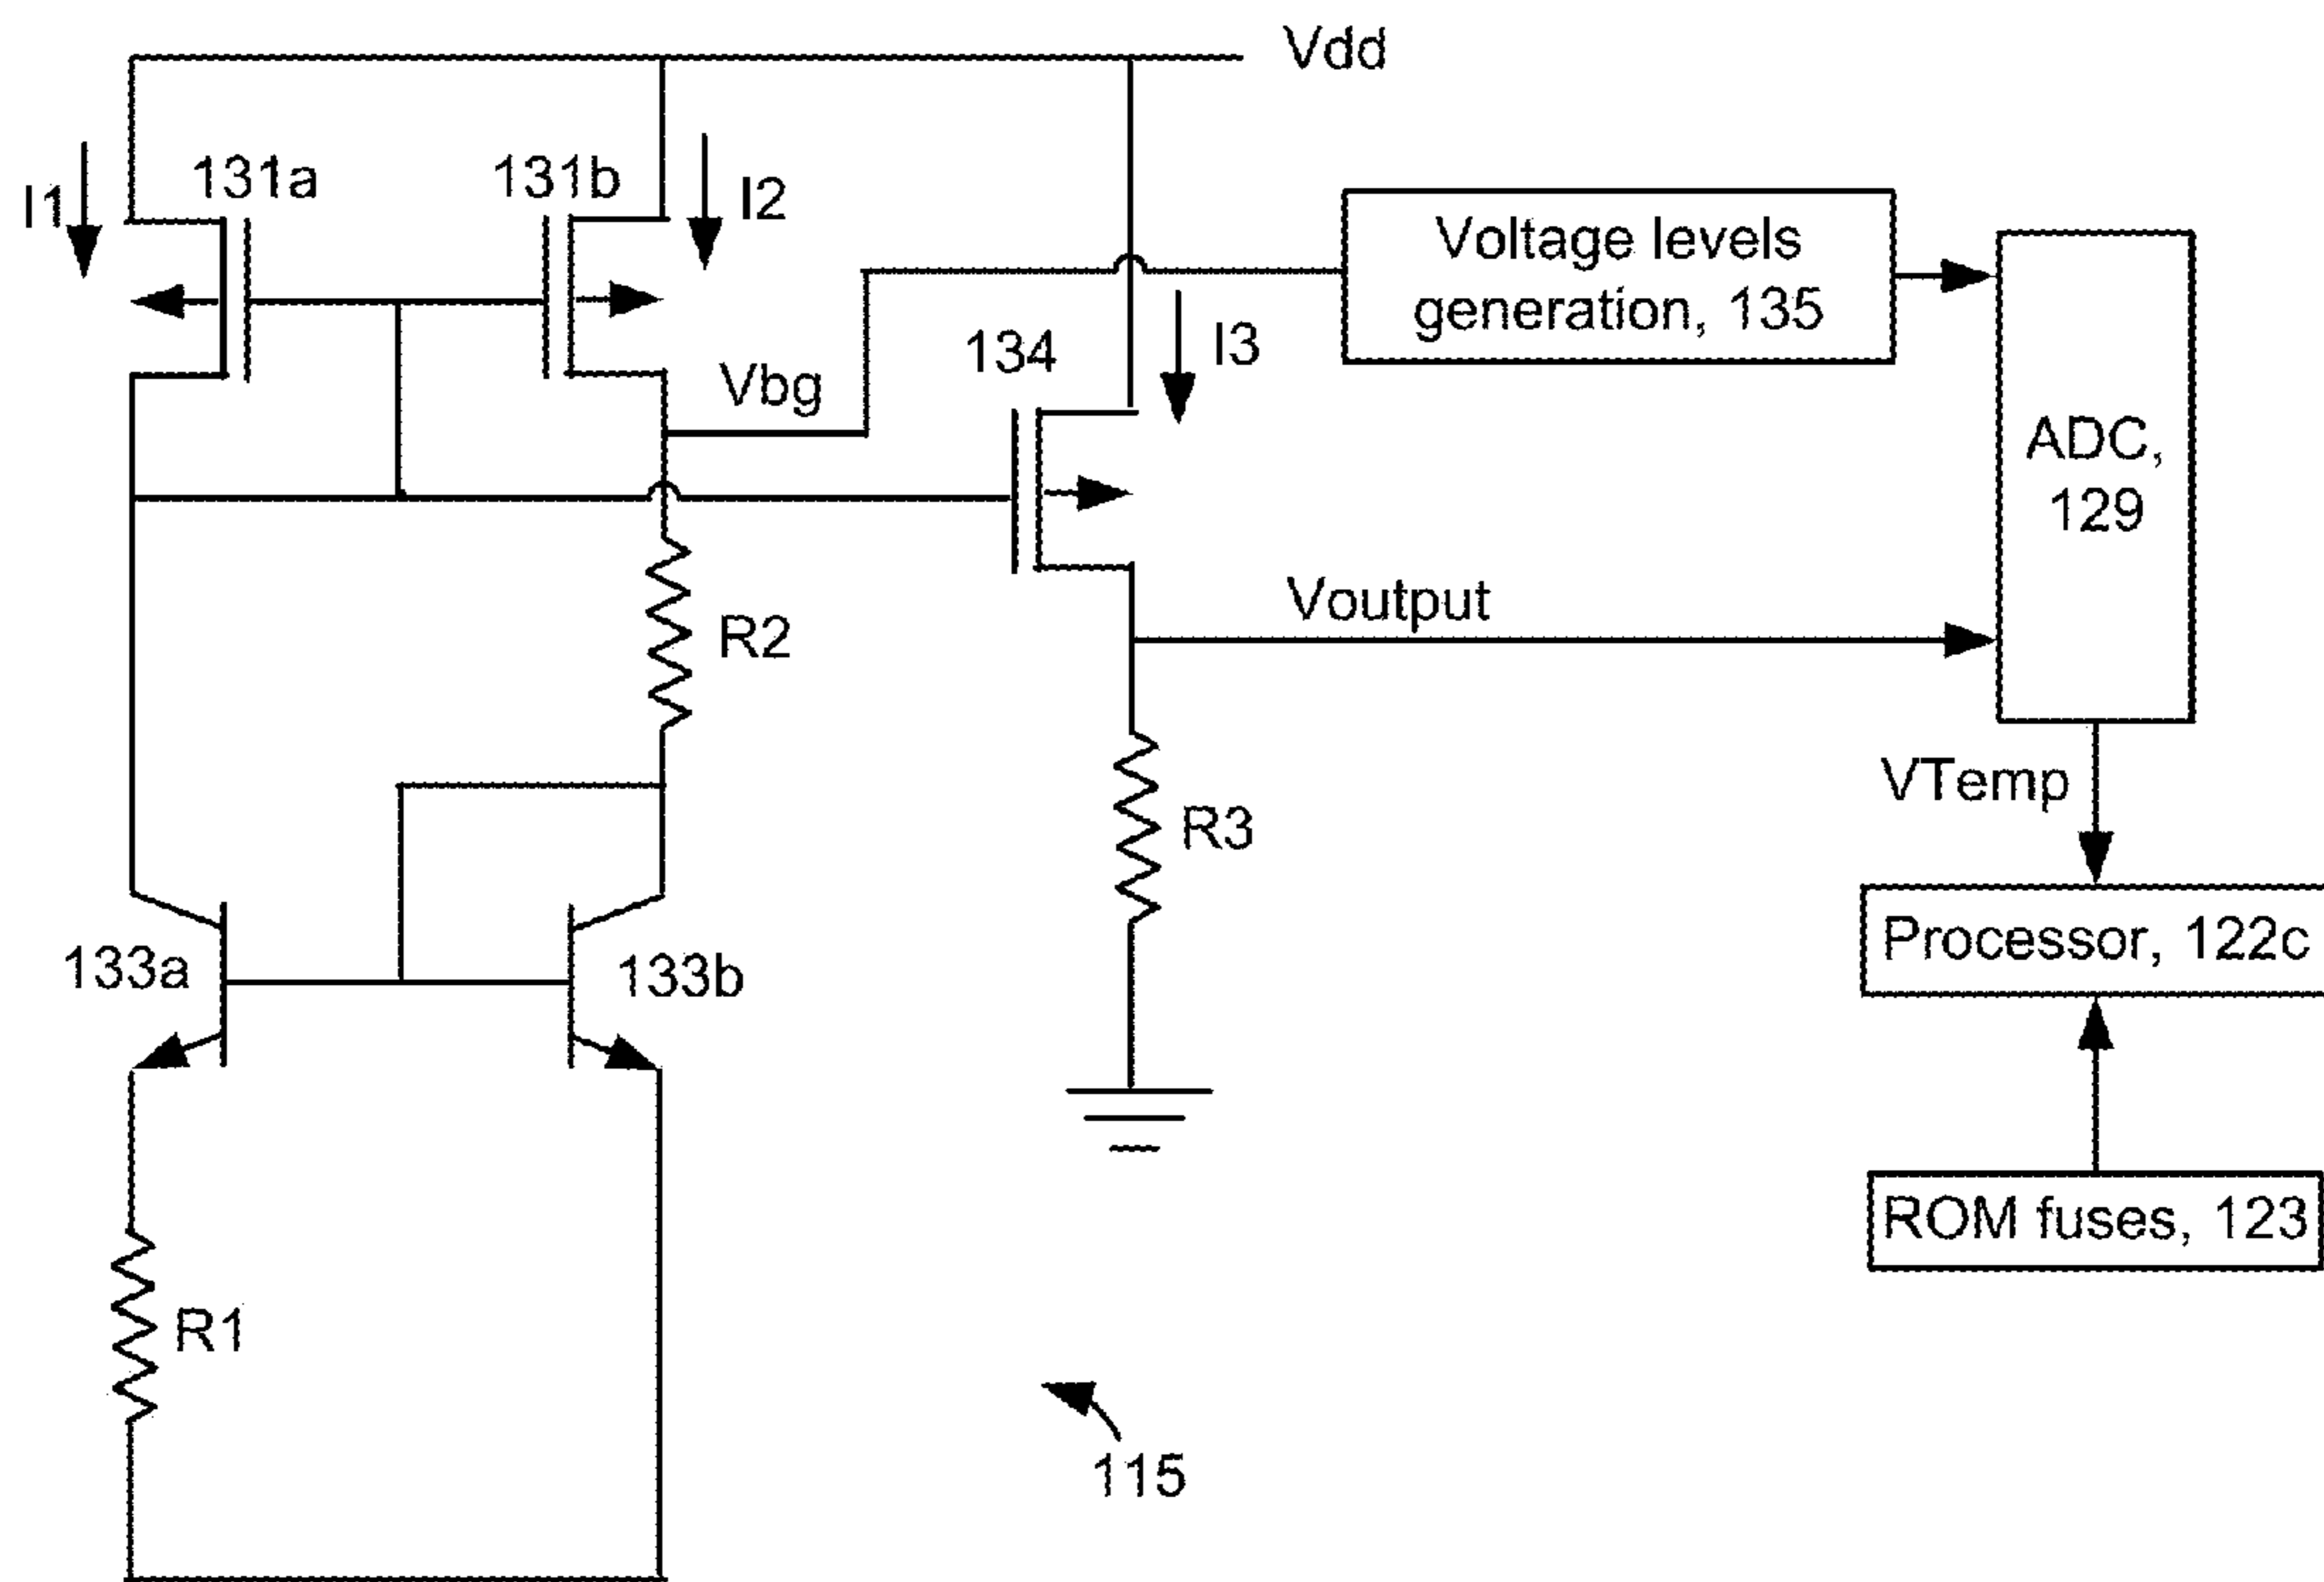 Vdd
I1
131a
131b
I2
Voltage levels
generation, 135
134
I3
Vbg
ADC,
129
Voutput
R2
VTemp
R3
133a
133b
Processor, 122c
ROM fuses, 123
R1
115